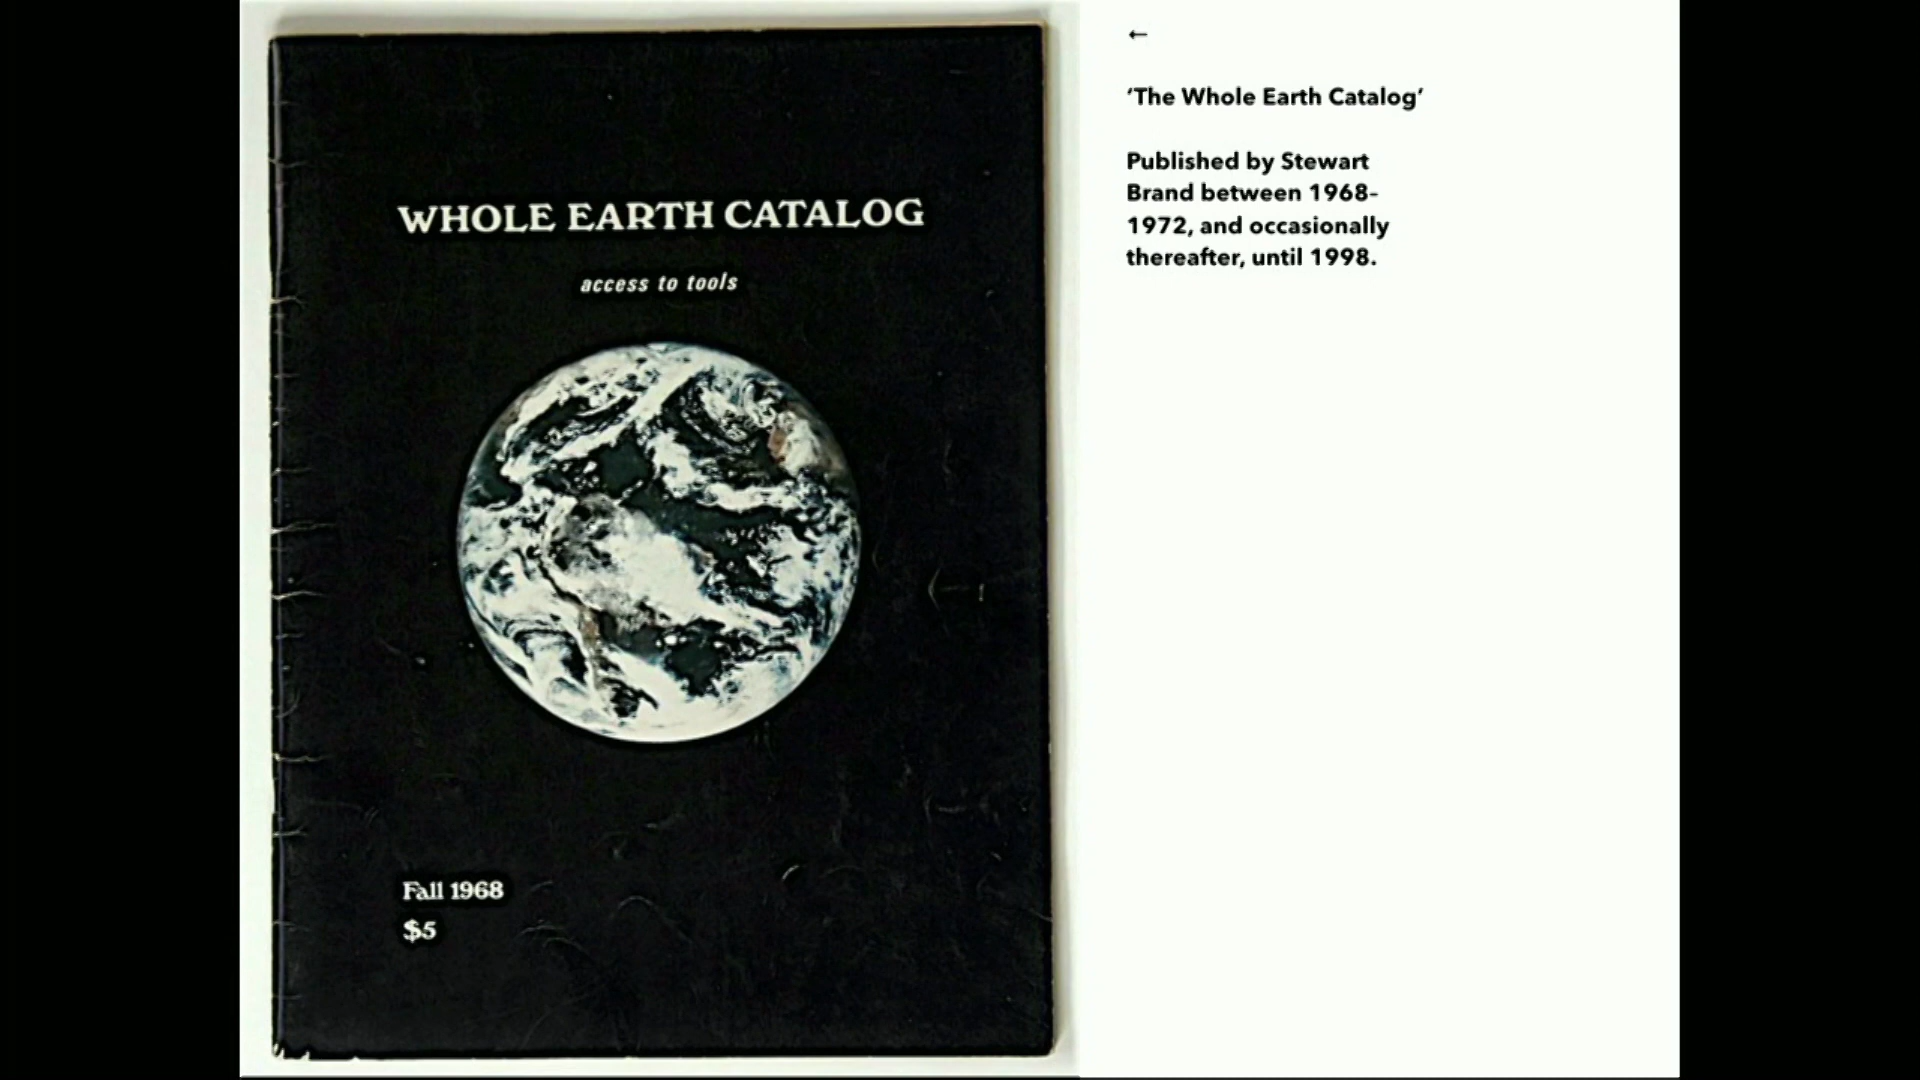 WHOLE EARTH CATALOG
access to tools
Fall 1968
$5
←
‘The Whole Earth Catalog’
Published by Stewart
Brand between 1968–
1972, and occasionally
thereafter, until 1998.